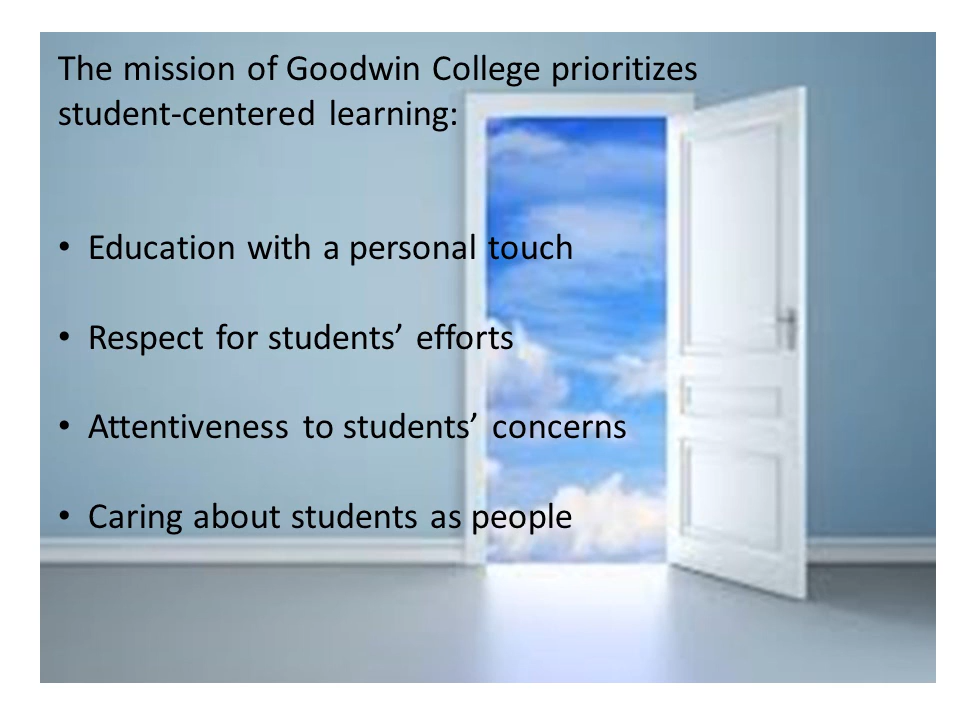 The mission of Goodwin College prioritizes
student-centered learning:
• Education with a personal touch
• Respect for students’ efforts
• Attentiveness to students’ concerns
• Caring about students as people